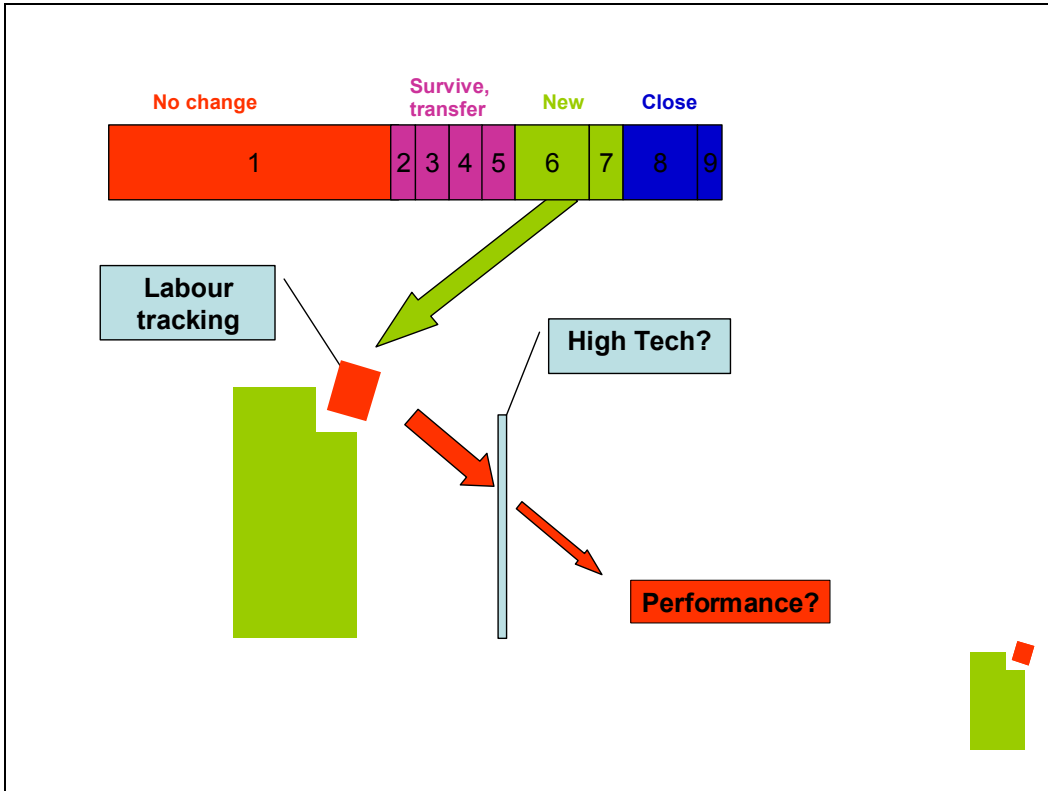 Survive,
No change transfer New Close
1 2 3 4 5 6 7 8 9
Labour
tracking
High Tech?
Performance?